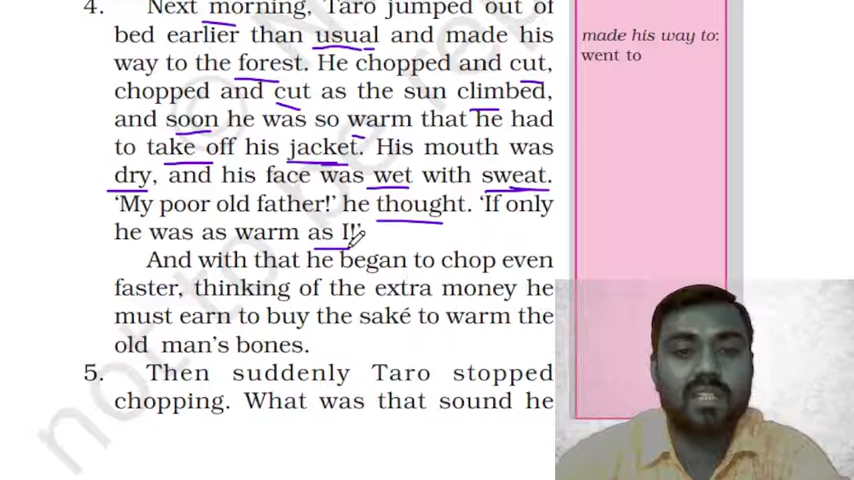 4. Next morning, Taro jumped out of
bed earlier than usual and made his
way to the forest. He chopped and cut,
chopped and cut as the sun climbed,
and soon he was so warm that he had
to take off his jacket. His mouth was
dry, and his face was wet with sweat.
‘My poor old father!’ he thought. ‘If only
he was as warm as I!’
And with that he began to chop even
faster, thinking of the extra money he
must earn to buy the saké to warm the
old man’s bones.
5. Then suddenly Taro stopped
chopping. What was that sound he
made his way to:
went to
not to be rep
© N